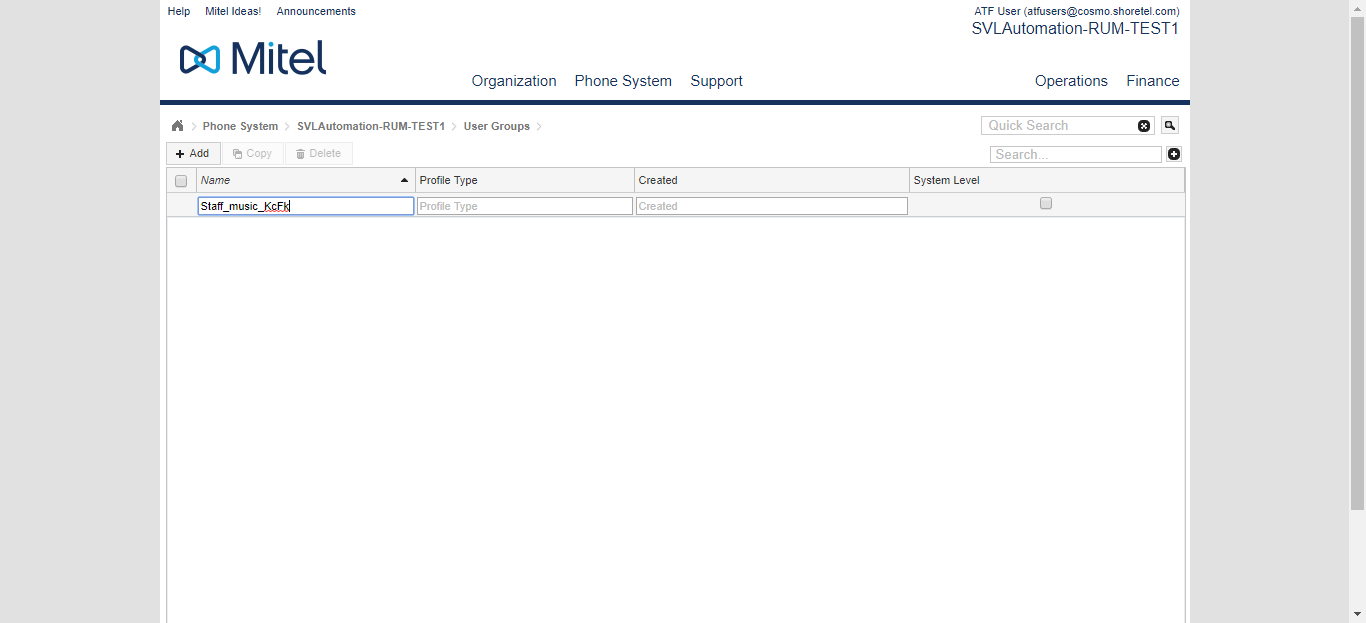 Help Mitel Ideas! Announcements
ATF User (atfusers@cosmo.shoretel.com)
SVLAutomation-RUM-TEST1
Mitel
Organization Phone System Support Operations Finance
Phone System SVLAutomation-RUM-TEST1 User Groups Quick Search
Add Copy Delete Search...
Name Profile Type Created System Level
Staff_music_KcFk Profile Type Created